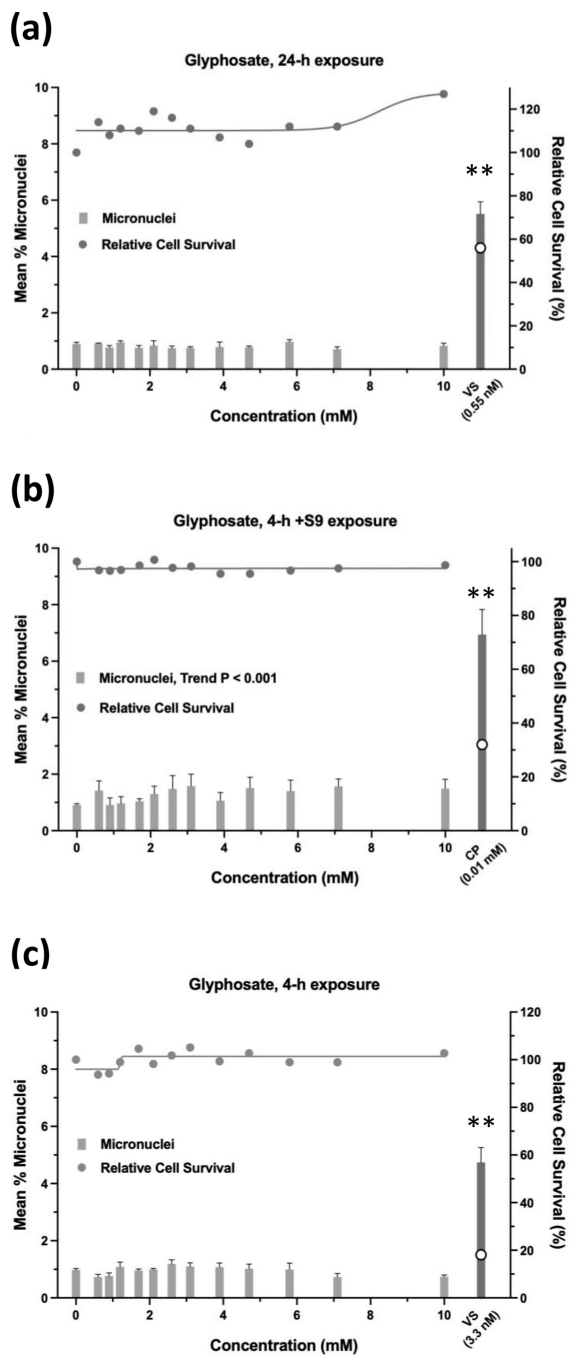 (a)
Glyphosate, 24-h exposure
10
8
6
4
2
0
Mean % Micronuclei
120
100
80
60
40
20
0
Relative Cell Survival (%)
**
Micronuclei
Relative Cell Survival
0 2 4 6 8 10
VS
(0.55 nM)
Concentration (mM)
(b)
Glyphosate, 4-h +S9 exposure
10
8
6
4
2
0
Mean % Micronuclei
100
80
60
40
20
0
Relative Cell Survival (%)
**
Micronuclei, Trend P < 0.001
Relative Cell Survival
0 2 4 6 8 10
CP
(0.01 mM)
Concentration (mM)
(c)
Glyphosate, 4-h exposure
10
8
6
4
2
0
Mean % Micronuclei
120
100
80
60
40
20
0
Relative Cell Survival (%)
**
Micronuclei
Relative Cell Survival
0 2 4 6 8 10
VS
(3.3 nM)
Concentration (mM)